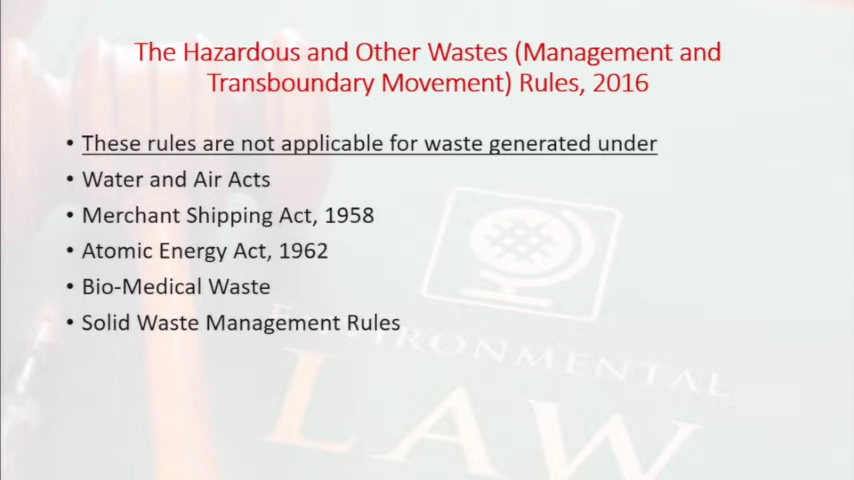 The Hazardous and Other Wastes (Management and
Transboundary Movement) Rules, 2016
• These rules are not applicable for waste generated under
• Water and Air Acts
• Merchant Shipping Act, 1958
• Atomic Energy Act, 1962
• Bio-Medical Waste
• Solid Waste Management Rules
ENVIRONMENTAL
LAW